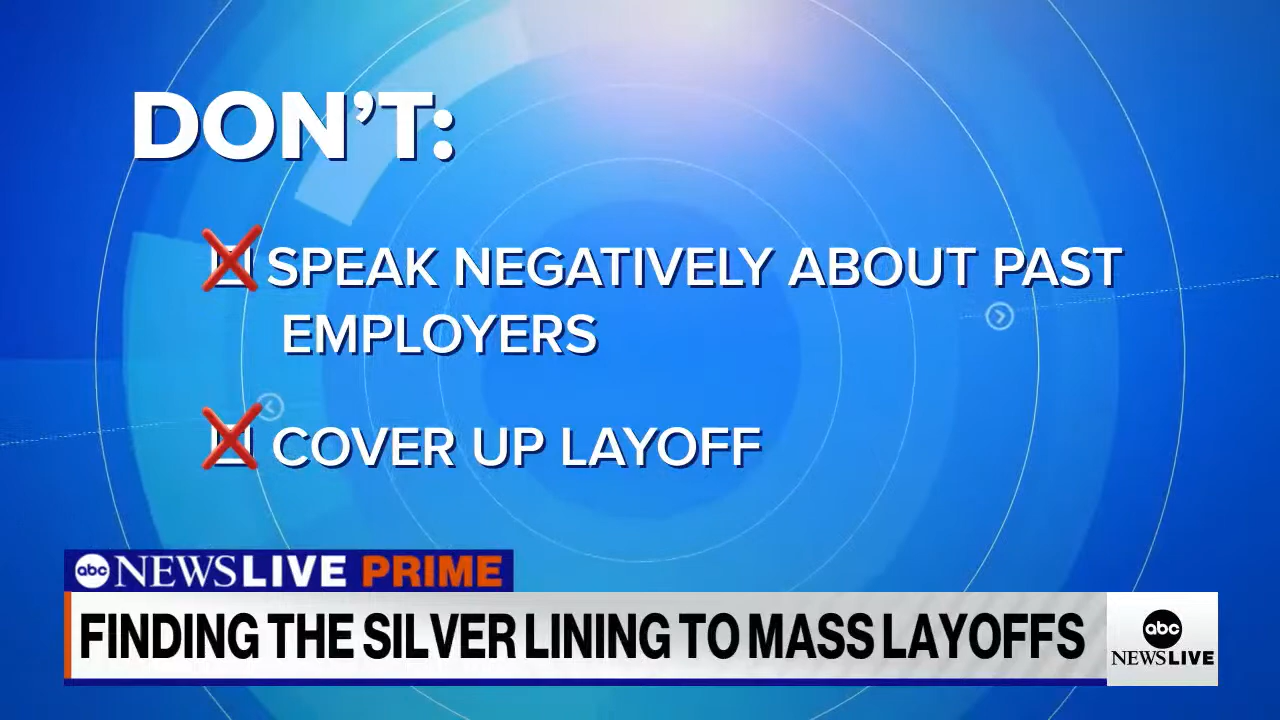 DON’T:
SPEAK NEGATIVELY ABOUT PAST
EMPLOYERS
COVER UP LAYOFF
abc NEWS LIVE PRIME
FINDING THE SILVER LINING TO MASS LAYOFFS
abc
NEWS LIVE